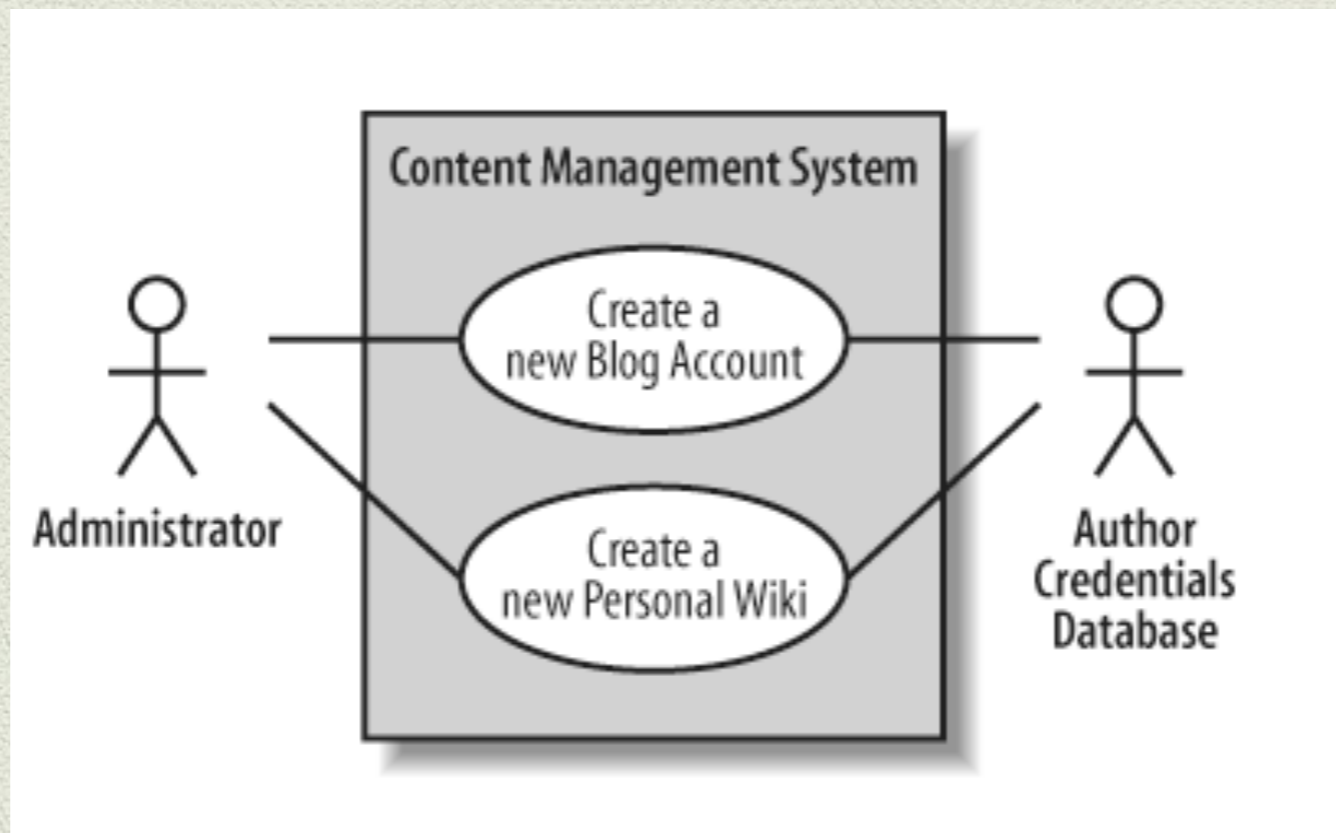 Content Management System
Create a
new Blog Account
Create a
new Personal Wiki
Administrator
Author
Credentials
Database